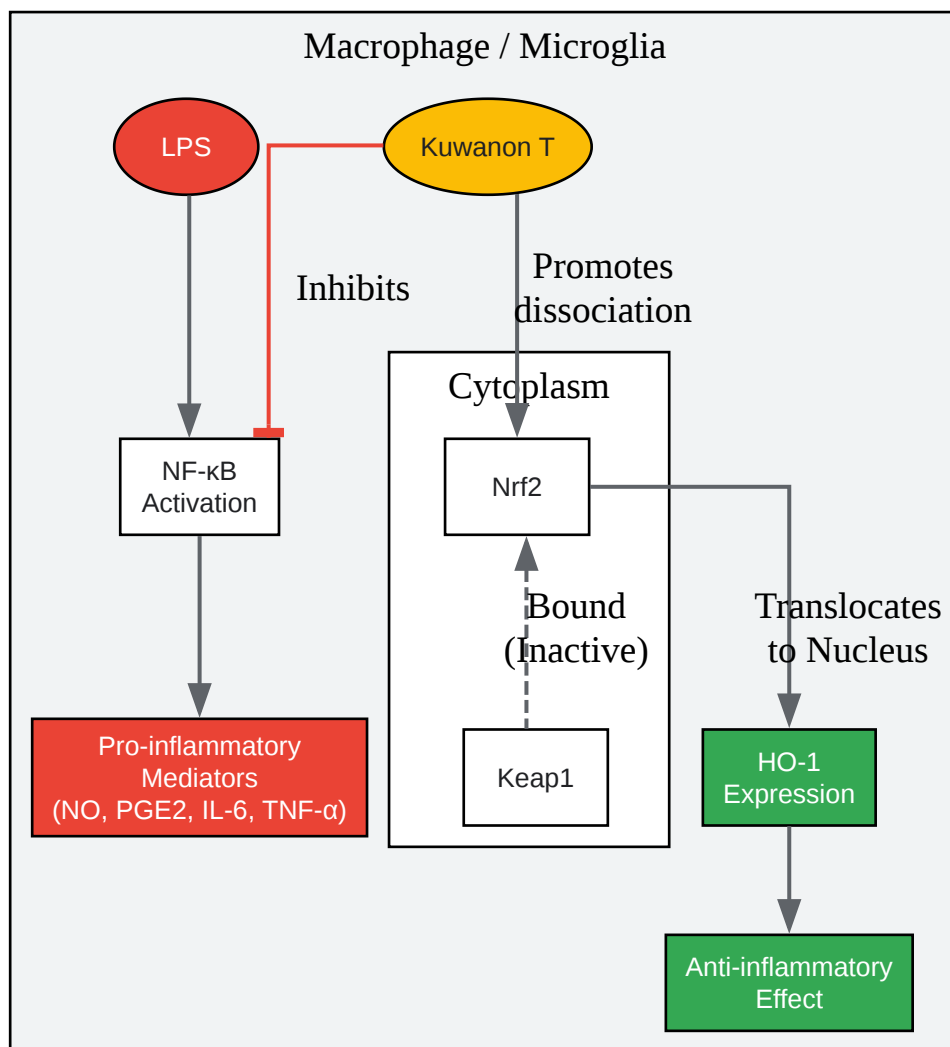 Macrophage / Microglia
LPS
Kuwanon T
Inhibits
Promotes
dissociation
Cytoplasm
NF-κB
Activation
Nrf2
Bound
(Inactive)
Translocates
to Nucleus
Pro-inflammatory
Mediators
(NO, PGE2, IL-6, TNF-α)
Keap1
HO-1
Expression
Anti-inflammatory
Effect